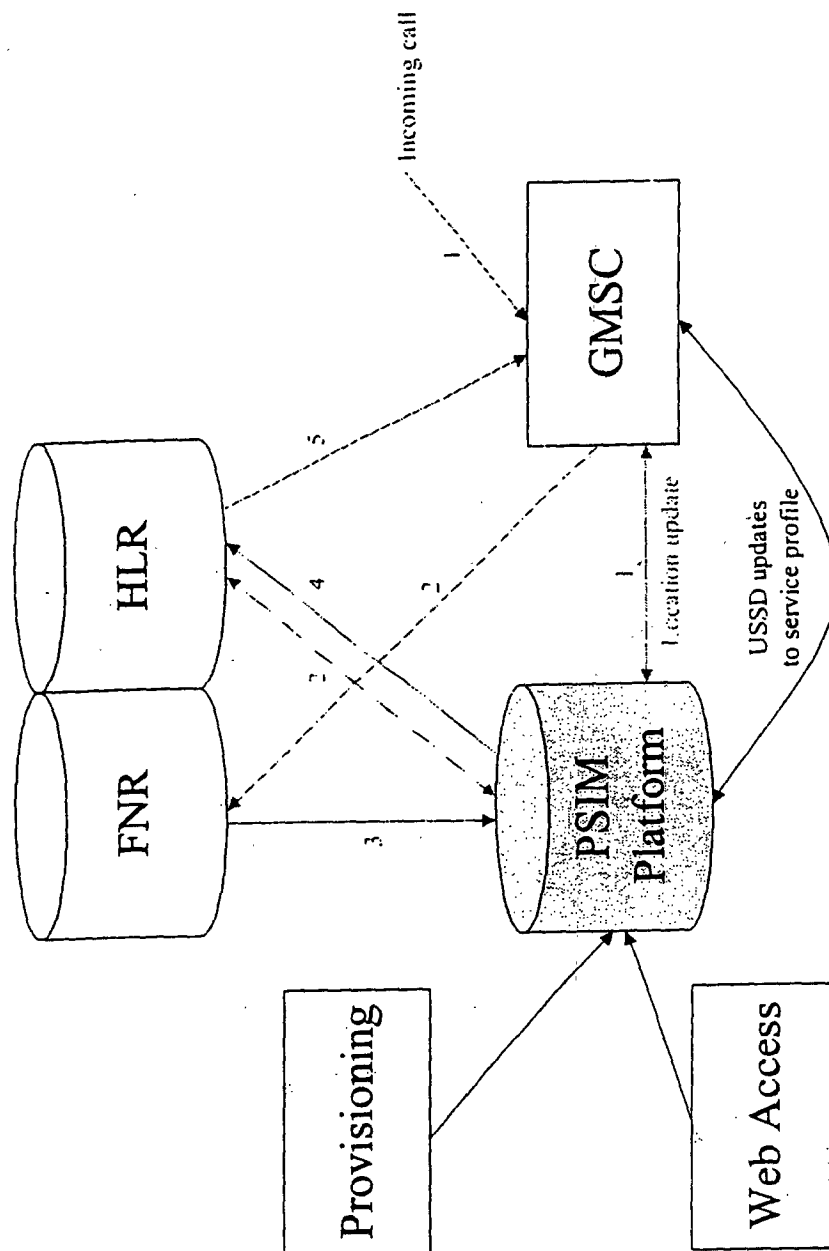 FNR
HLR
Incoming call
1
5
4
2
2
3
1
Location update
GMSC
PSIM
Platform
USSD updates
to service profile
Provisioning
Web Access